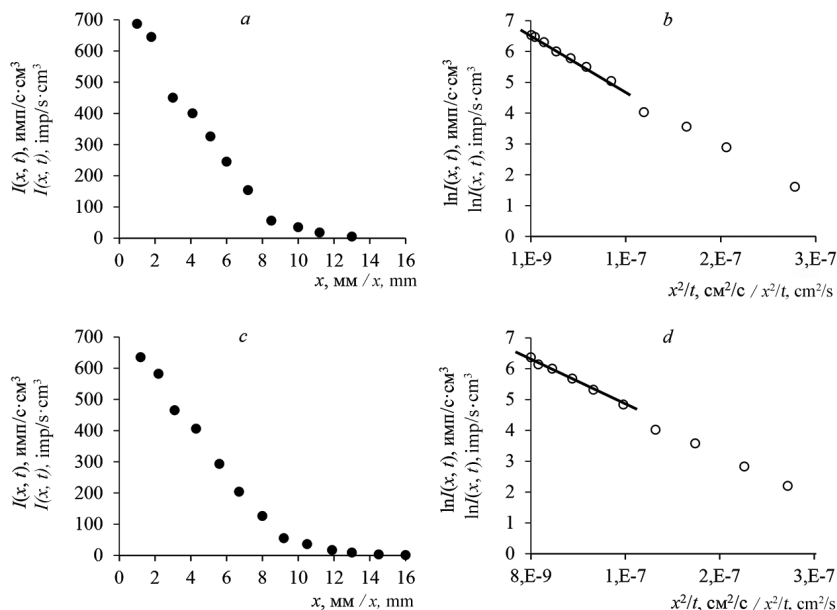 a
I(x, t), имп/с·см³
I(x, t), imp/s·cm³
700
600
500
400
300
200
100
0
0 2 4 6 8 10 12 14 16
x, мм / x, mm
b
lnI(x, t), имп/с·см³
lnI(x, t), imp/s·cm³
7
6
5
4
3
2
1
0
1,E-9 1,E-7 2,E-7 3,E-7
x²/t, см²/с / x²/t, cm²/s
c
I(x, t), имп/с·см³
I(x, t), imp/s·cm³
700
600
500
400
300
200
100
0
0 2 4 6 8 10 12 14 16
x, мм / x, mm
d
lnI(x, t), имп/с·см³
lnI(x, t), imp/s·cm³
7
6
5
4
3
2
1
0
8,E-9 1,E-7 2,E-7 3,E-7
x²/t, см²/с / x²/t, cm²/s